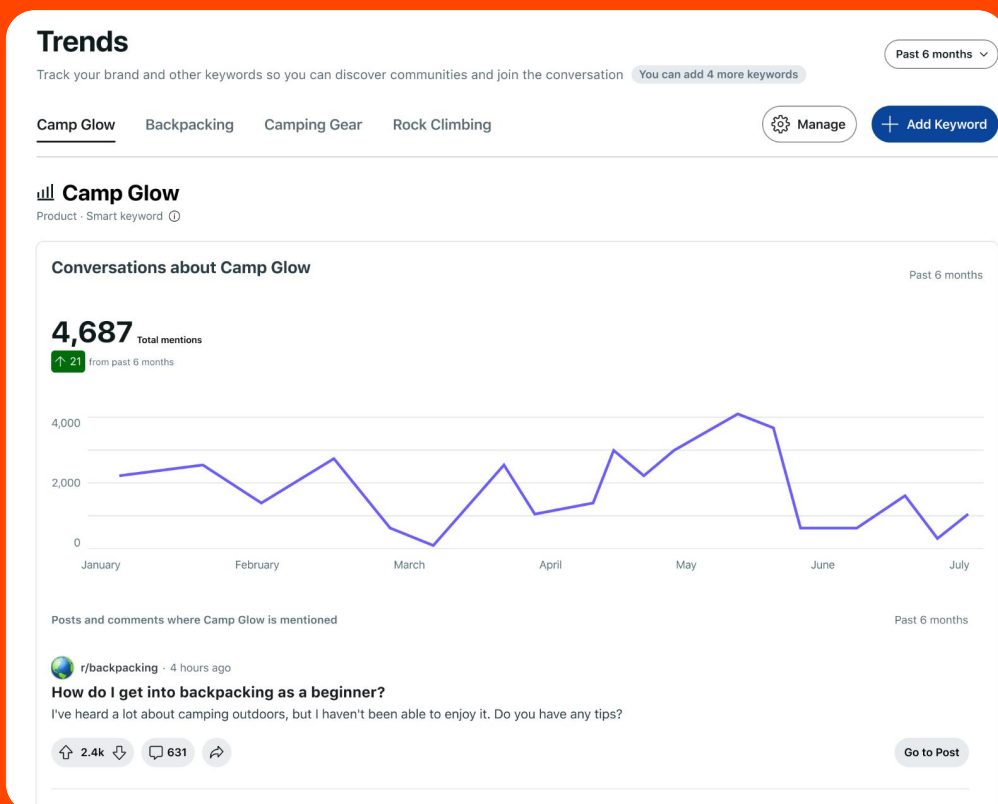 Trends
Past 6 months
Track your brand and other keywords so you can discover communities and join the conversation You can add 4 more keywords
Camp Glow Backpacking Camping Gear Rock Climbing Manage Add Keyword
Camp Glow
Product · Smart keyword
Conversations about Camp Glow
Past 6 months
4,687 Total mentions
↑ 21 from past 6 months
4,000
2,000
0
January February March April May June July
Posts and comments where Camp Glow is mentioned Past 6 months
r/backpacking · 4 hours ago
How do I get into backpacking as a beginner?
I've heard a lot about camping outdoors, but I haven't been able to enjoy it. Do you have any tips?
2.4k 631 Go to Post